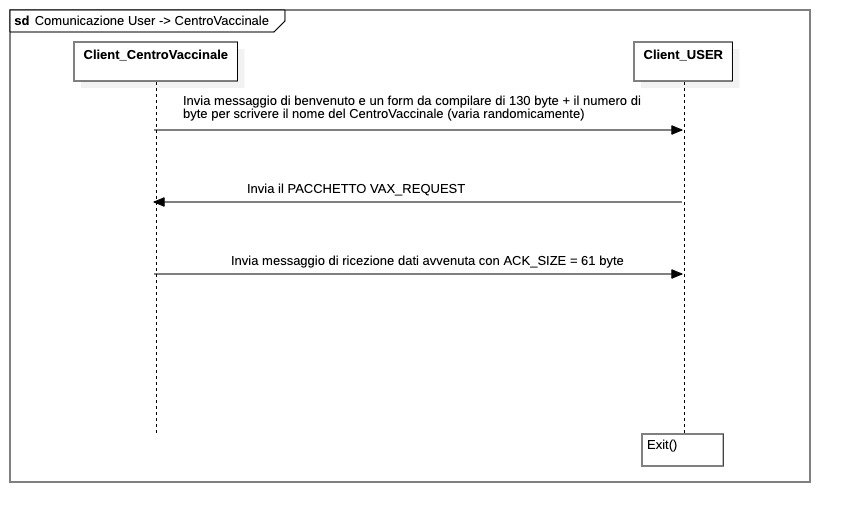 sd Comunicazione User -> CentroVaccinale
Client_CentroVaccinale
Client_USER
Invia messaggio di benvenuto e un form da compilare di 130 byte + il numero di
byte per scrivere il nome del CentroVaccinale (varia randomicamente)
Invia il PACCHETTO VAX_REQUEST
Invia messaggio di ricezione dati avvenuta con ACK_SIZE = 61 byte
Exit()